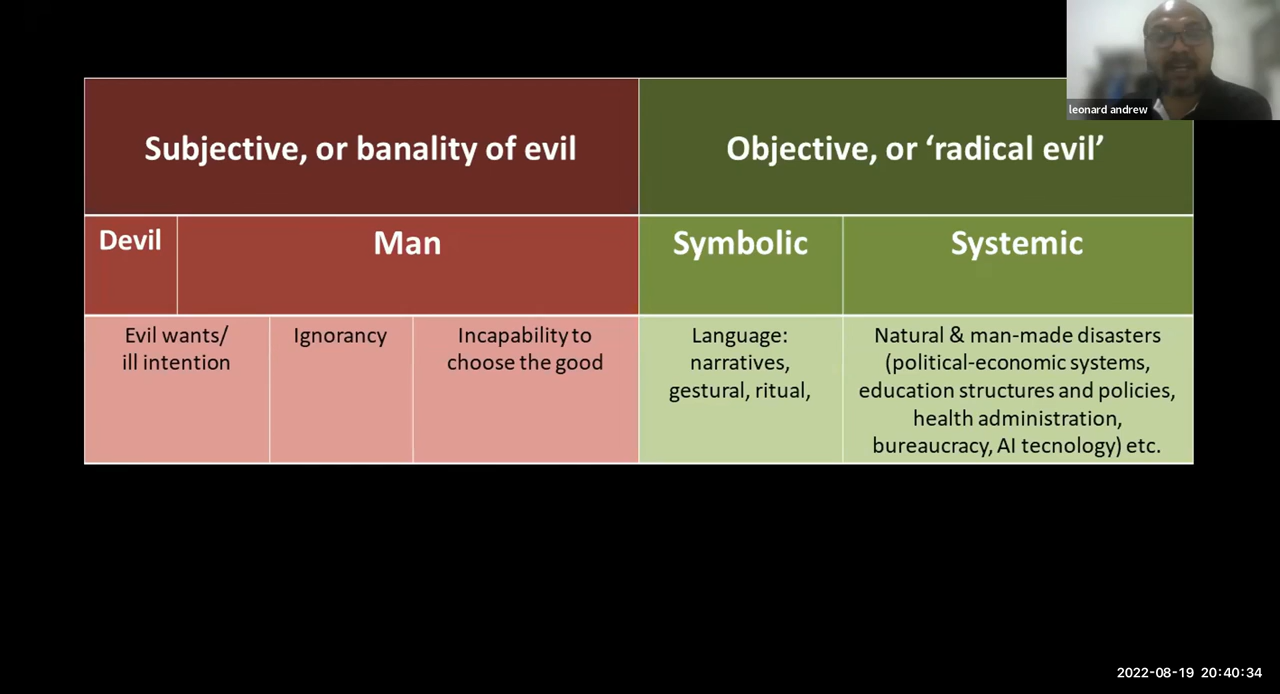 leonard andrew
Subjective, or banality of evil
Objective, or ‘radical evil’
Devil
Man
Symbolic
Systemic
Evil wants/
ill intention
Ignorancy
Incapability to
choose the good
Language:
narratives,
gestural, ritual,
Natural & man-made disasters
(political-economic systems,
education structures and policies,
health administration,
bureaucracy, AI tecnology) etc.
2022-08-19 20:40:34